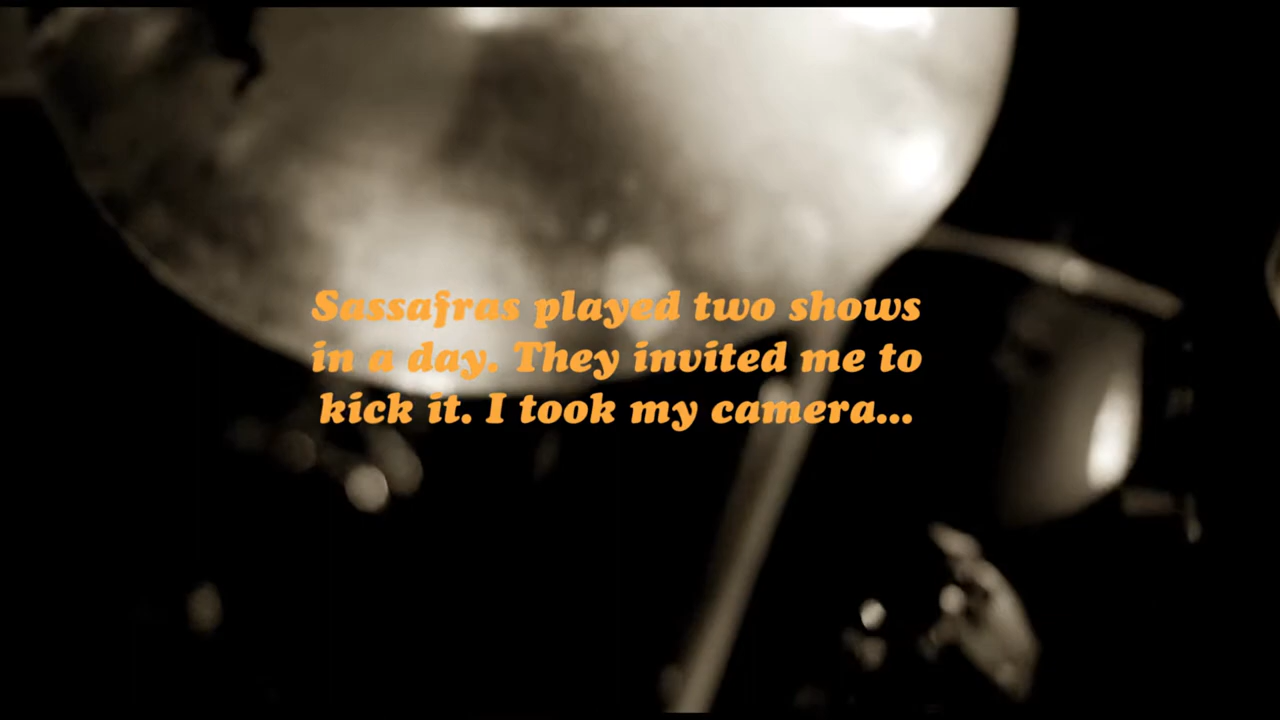 Sassafras played two shows
in a day. They invited me to
kick it. I took my camera...